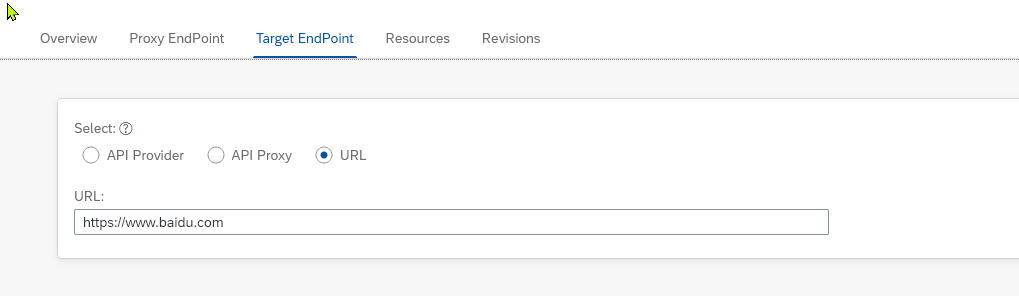 Overview Proxy EndPoint Target EndPoint Resources Revisions
Select: ?
API Provider API Proxy URL
URL:
https://www.baidu.com